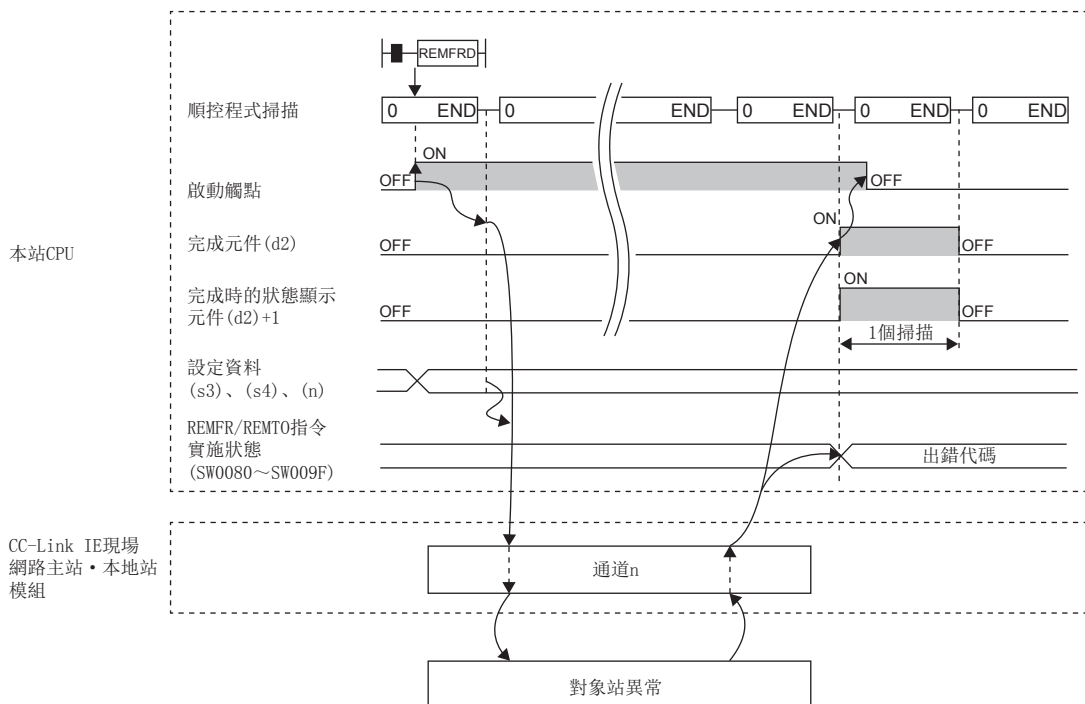 REMFRD
順控程式掃描
0 END 0 END 0 END 0 END 0 END
ON
啟動觸點
OFF
OFF
ON
本站CPU
完成元件(d2)
OFF
OFF
ON
完成時的狀態顯示
元件(d2)+1
OFF
OFF
1個掃描
設定資料
(s3)、(s4)、(n)
REMFR/REMTO指令
實施狀態
(SW0080～SW009F)
出錯代碼
CC-Link IE現場
網路主站・本地站
模組
通道n
對象站異常